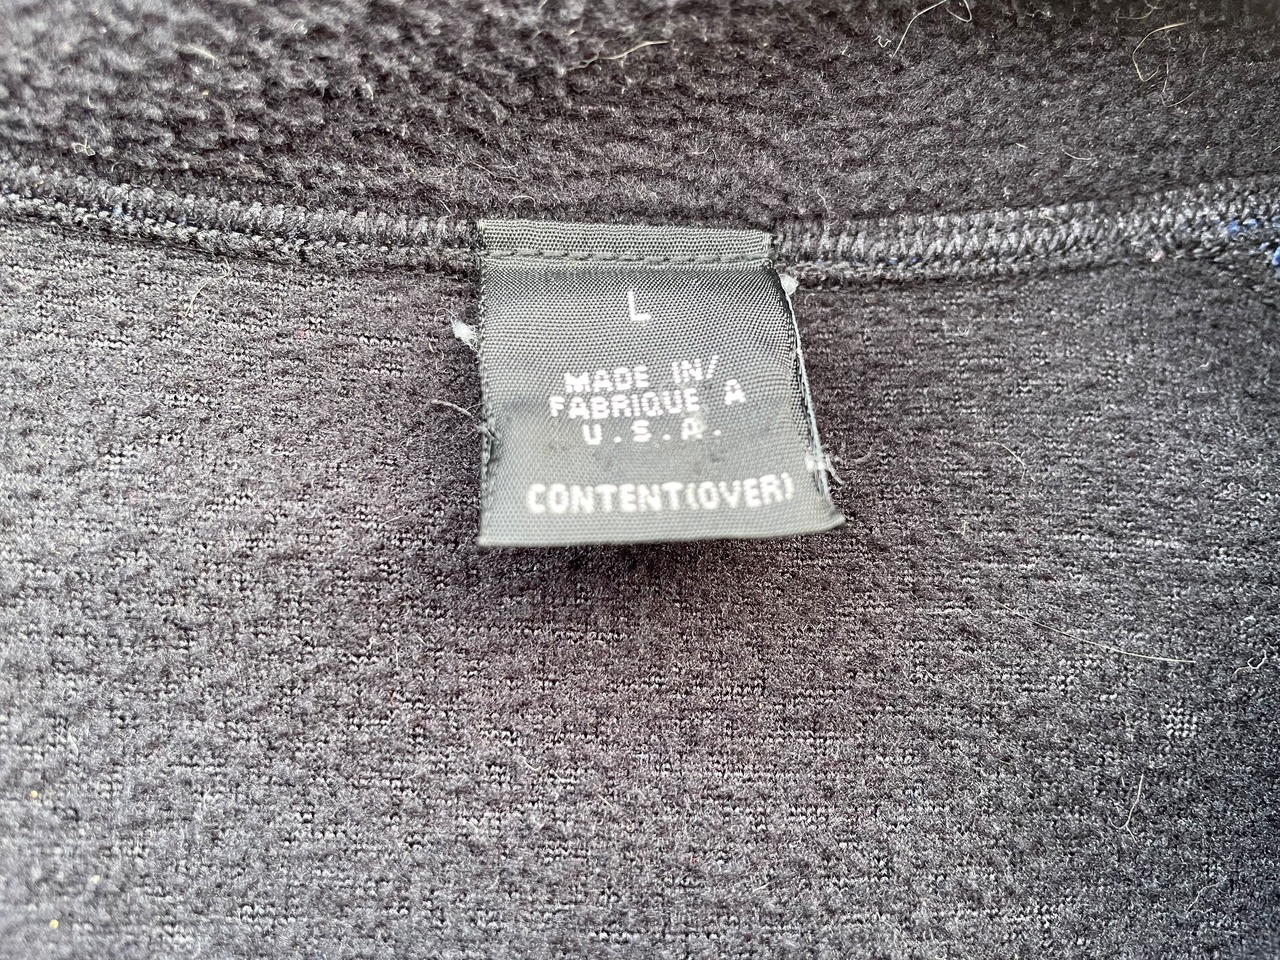 L
MADE IN/
FABRIQUE A
U.S.A.
CONTENT(OVER)